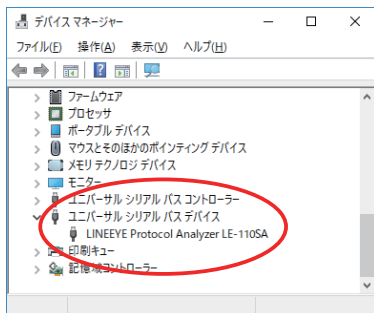 デバイス マネージャー
ファイル(F) 操作(A) 表示(V) ヘルプ(H)
ファームウェア
プロセッサ
ポータブル デバイス
マウスとそのほかのポインティング デバイス
メモリ テクノロジ デバイス
モニター
ユニバーサル シリアル バス コントローラー
ユニバーサル シリアル バス デバイス
LINEEYE Protocol Analyzer LE-110SA
印刷キュー
記憶域コントローラー